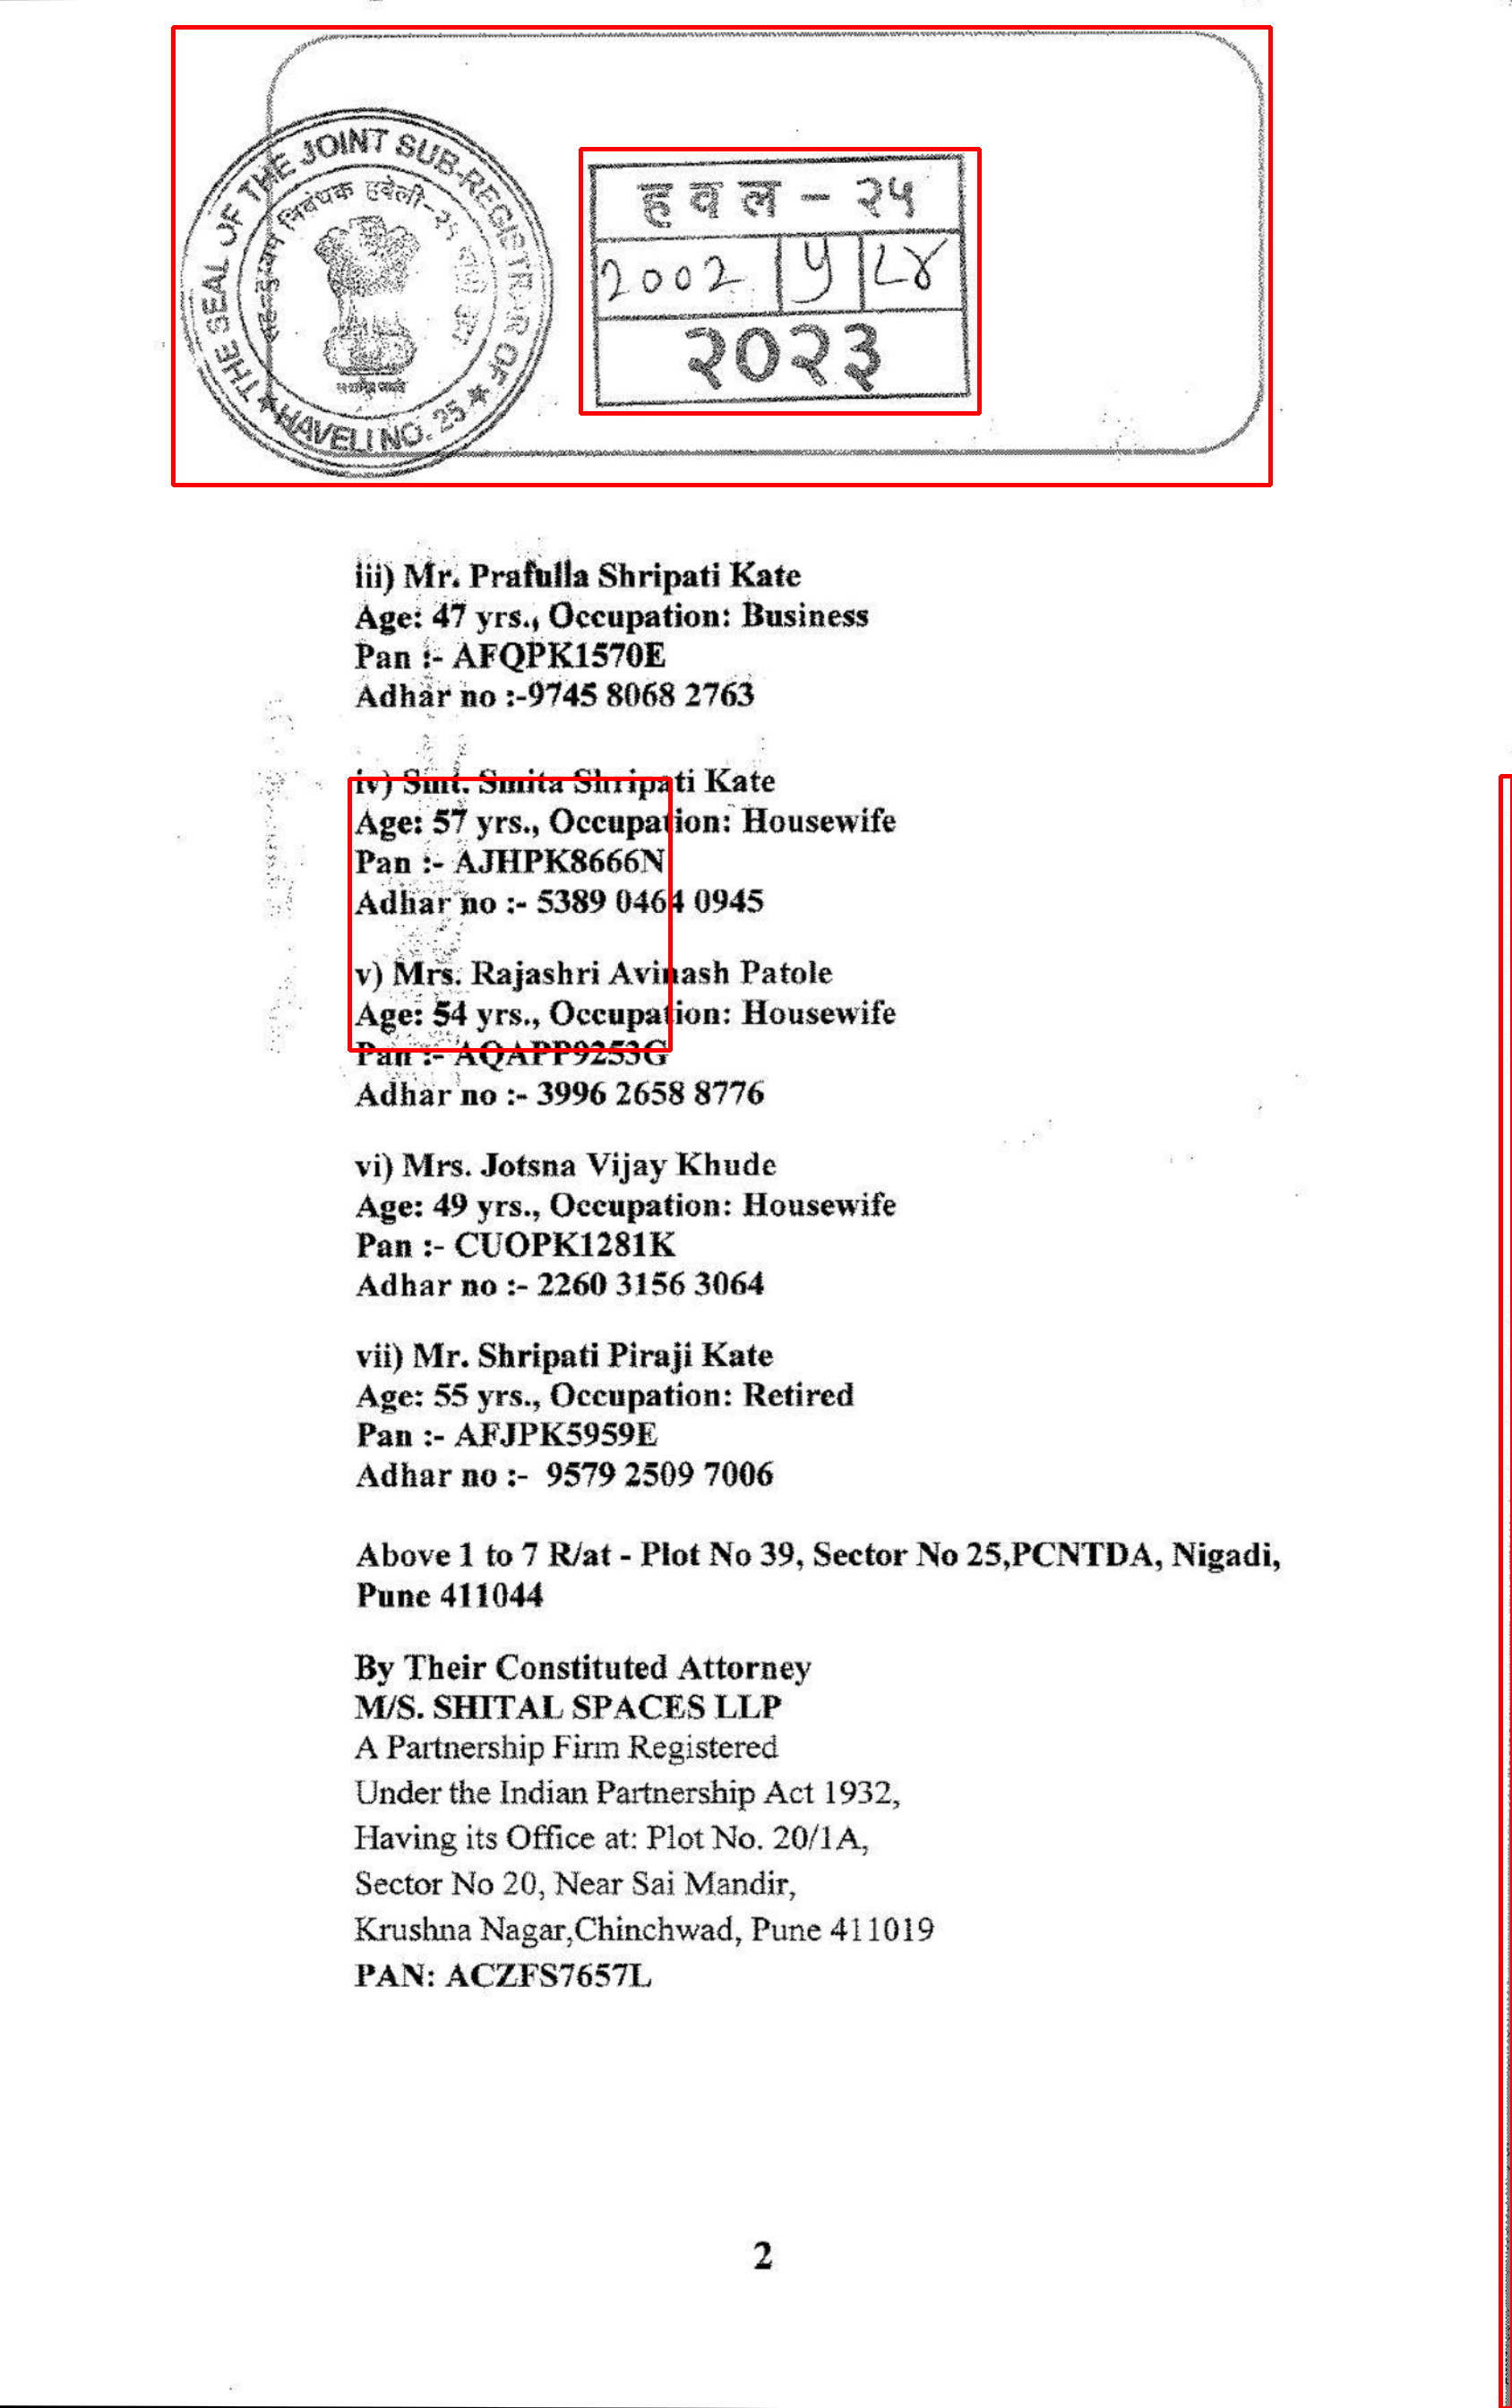 THE SEAL OF THE JOINT SUB-REGISTRAR OF
HAVELI NO. 25
निबंधक हवेली-२५
हवल - २५
2002 | 5 | ८४
२०२३
iii) Mr. Prafulla Shripati Kate
Age: 47 yrs., Occupation: Business
Pan :- AFQPK1570E
Adhar no :-9745 8068 2763
iv) Smt. Smita Shripati Kate
Age: 57 yrs., Occupation: Housewife
Pan :- AJHPK8666N
Adhar no :- 5389 0464 0945
v) Mrs. Rajashri Avinash Patole
Age: 54 yrs., Occupation: Housewife
Pan :- AQAPP9253G
Adhar no :- 3996 2658 8776
vi) Mrs. Jotsna Vijay Khude
Age: 49 yrs., Occupation: Housewife
Pan :- CUOPK1281K
Adhar no :- 2260 3156 3064
vii) Mr. Shripati Piraji Kate
Age: 55 yrs., Occupation: Retired
Pan :- AFJPK5959E
Adhar no :- 9579 2509 7006
Above 1 to 7 R/at - Plot No 39, Sector No 25,PCNTDA, Nigadi,
Pune 411044
By Their Constituted Attorney
M/S. SHITAL SPACES LLP
A Partnership Firm Registered
Under the Indian Partnership Act 1932,
Having its Office at: Plot No. 20/1A,
Sector No 20, Near Sai Mandir,
Krushna Nagar,Chinchwad, Pune 411019
PAN: ACZFS7657L
2